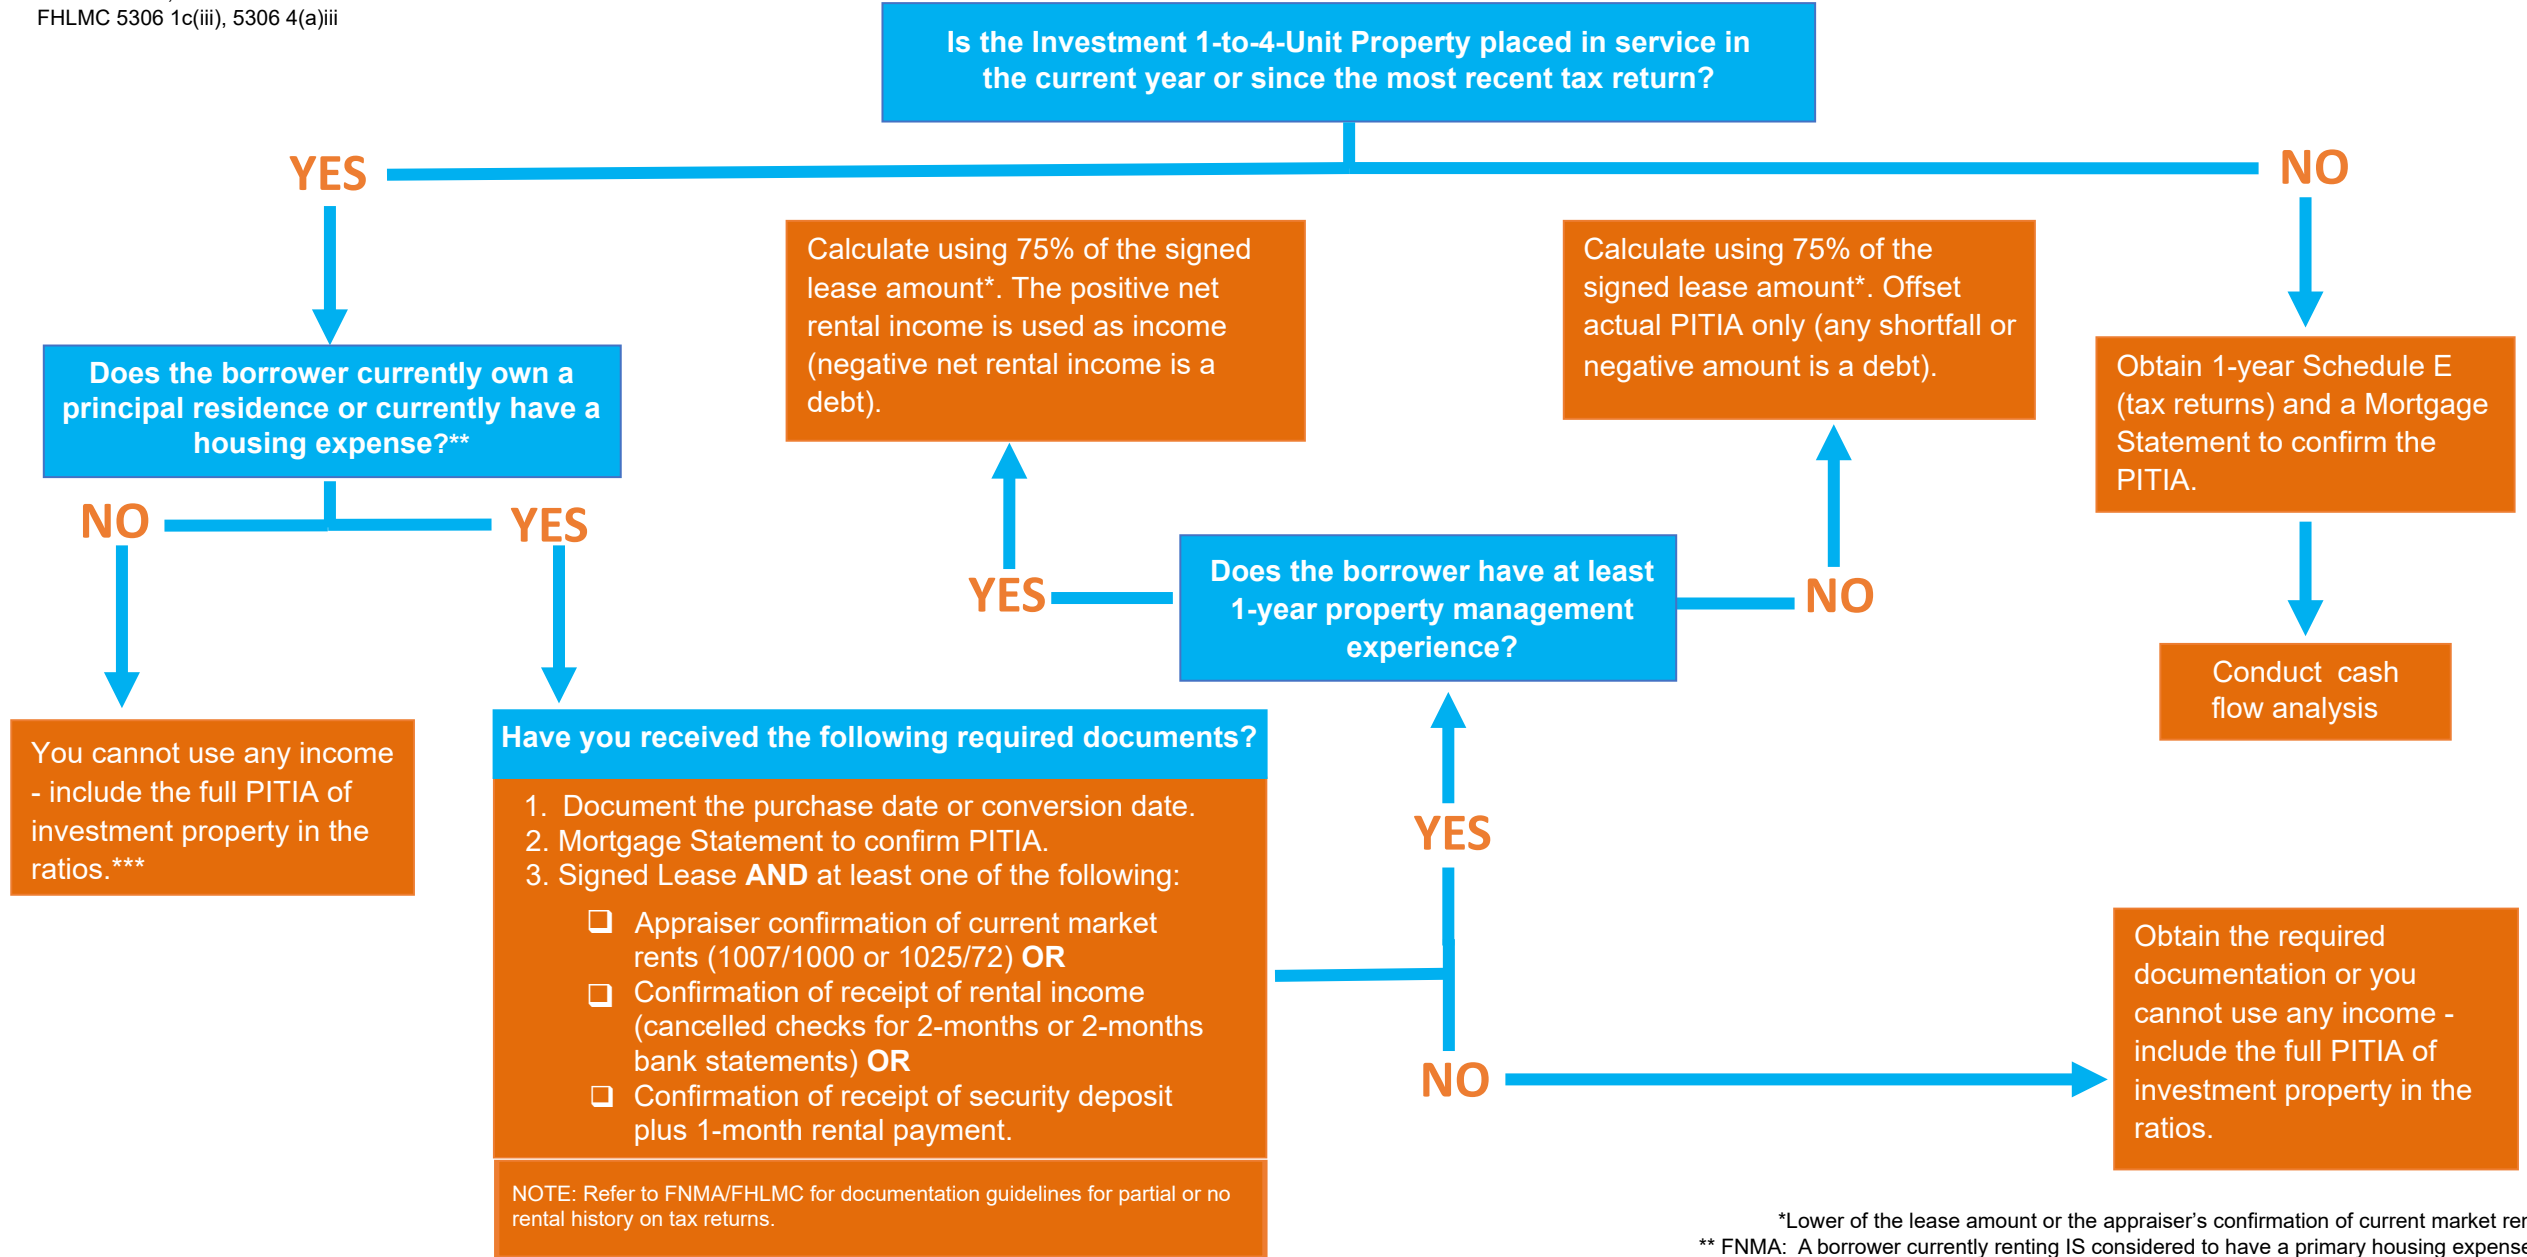 FHLMC 5306 1c(iii), 5306 4(a)iii
Is the Investment 1-to-4-Unit Property placed in service in
the current year or since the most recent tax return?
YES
NO
Calculate using 75% of the signed
lease amount*. The positive net
rental income is used as income
(negative net rental income is a
debt).
Calculate using 75% of the
signed lease amount*. Offset
actual PITIA only (any shortfall or
negative amount is a debt).
Obtain 1-year Schedule E
(tax returns) and a Mortgage
Statement to confirm the
PITIA.
Does the borrower currently own a
principal residence or currently have a
housing expense?**
NO
YES
YES
Does the borrower have at least
1-year property management
experience?
NO
Conduct  cash
flow analysis
You cannot use any income
- include the full PITIA of
investment property in the
ratios.***
Have you received the following required documents?
1. Document the purchase date or conversion date.
2. Mortgage Statement to confirm PITIA.
3. Signed Lease AND at least one of the following:
❑ Appraiser confirmation of current market
rents (1007/1000 or 1025/72) OR
❑ Confirmation of receipt of rental income
(cancelled checks for 2-months or 2-months
bank statements) OR
❑ Confirmation of receipt of security deposit
plus 1-month rental payment.
NOTE: Refer to FNMA/FHLMC for documentation guidelines for partial or no
rental history on tax returns.
YES
NO
Obtain the required
documentation or you
cannot use any income -
include the full PITIA of
investment property in the
ratios.
*Lower of the lease amount or the appraiser’s confirmation of current market
** FNMA:  A borrower currently renting IS considered to have a primary housing expense